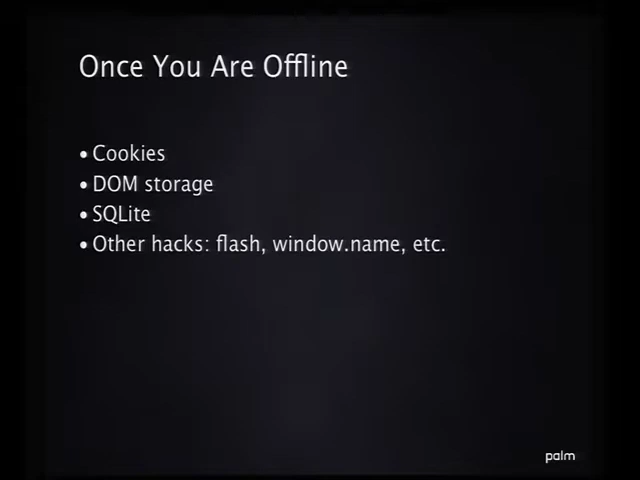 Once You Are Offline
• Cookies
• DOM storage
• SQLite
• Other hacks: flash, window.name, etc.
palm